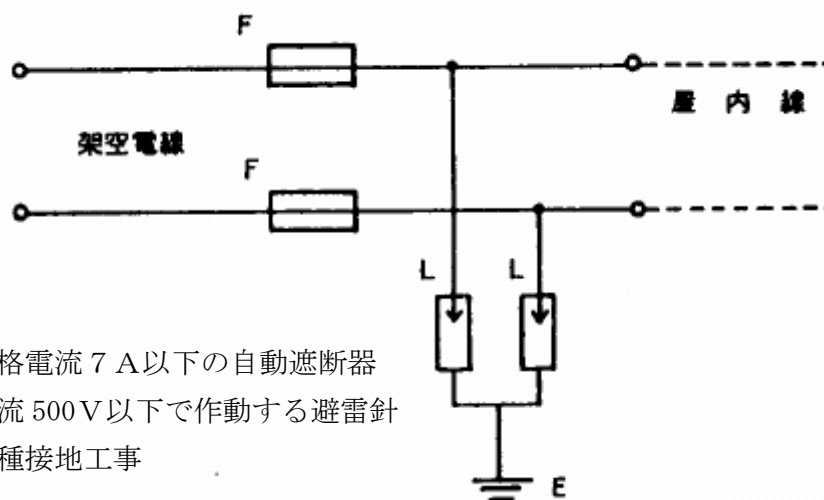 F
架空電線
屋内線
F
L L
格電流7A以下の自動遮断器
流500V以下で作動する避雷針
種接地工事
E